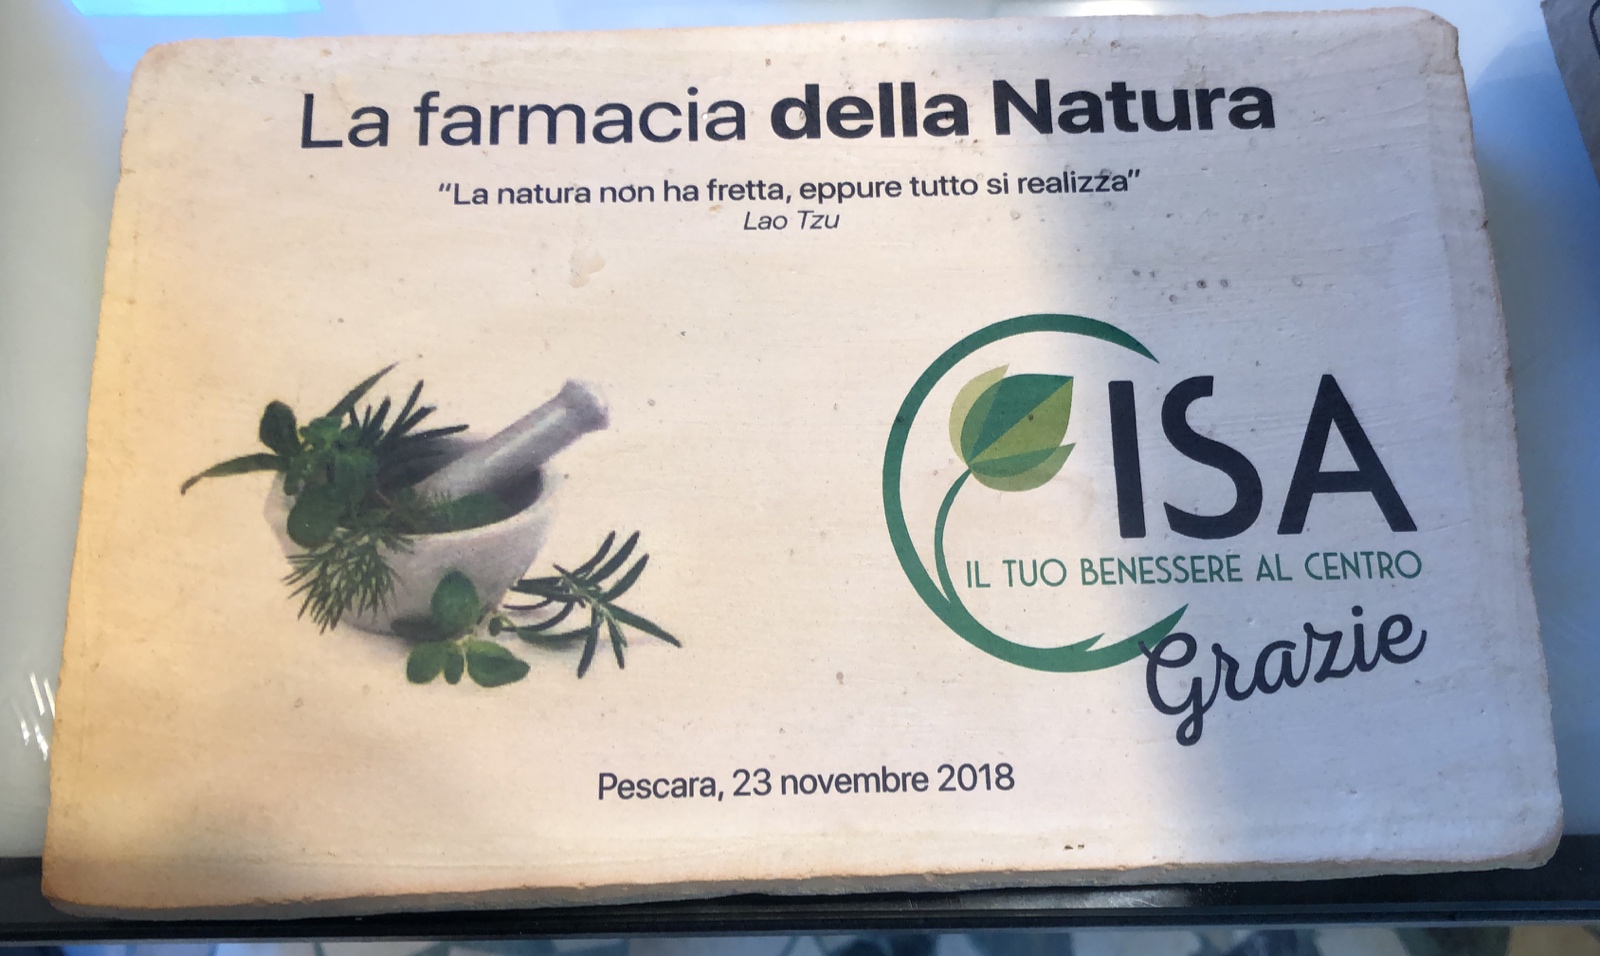 La farmacia della Natura
“La natura non ha fretta, eppure tutto si realizza”
Lao Tzu
ISA
IL TUO BENESSERE AL CENTRO
Grazie
Pescara, 23 novembre 2018